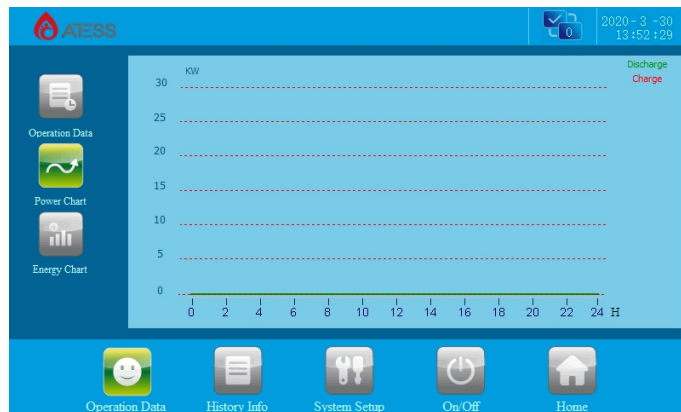 ATESS
0
2020- 3 -30
13:52:29
Operation Data
Power Chart
Energy Chart
KW
30
25
20
15
10
5
0
0 2 4 6 8 10 12 14 16 18 20 22 24 H
Discharge
Charge
Operation Data History Info System Setup On/Off Home